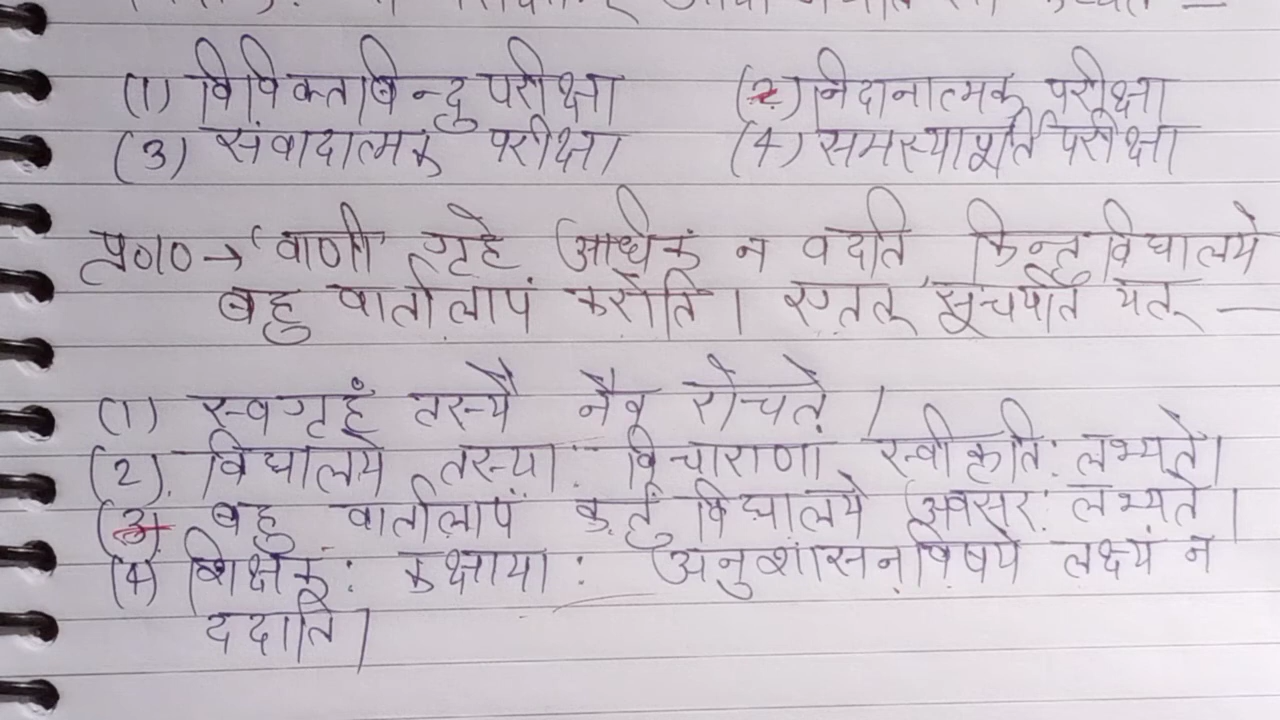 (1) विविक्तबिन्दु परीक्षा (2) निदानात्मक परीक्षा
(3) संवादात्मक परीक्षा (4) समस्यापूर्ति परीक्षा
प्र०10→ 'वाणी' गृहे अधिकं न वदति किन्तु विद्यालये
बहु वार्तालापं करोति। एतत् सूचयति यत् —
(1) स्वगृहं तस्यै नैव रोचते।
(2) विद्यालये तस्याः विचाराणां स्वीकृतिः लभ्यते।
(3) बहु वार्तालापं कर्तुं विद्यालये अवसरः लभ्यते।
(4) शिक्षकः कक्षायाः अनुशासनविषये लक्ष्यं न
ददाति।